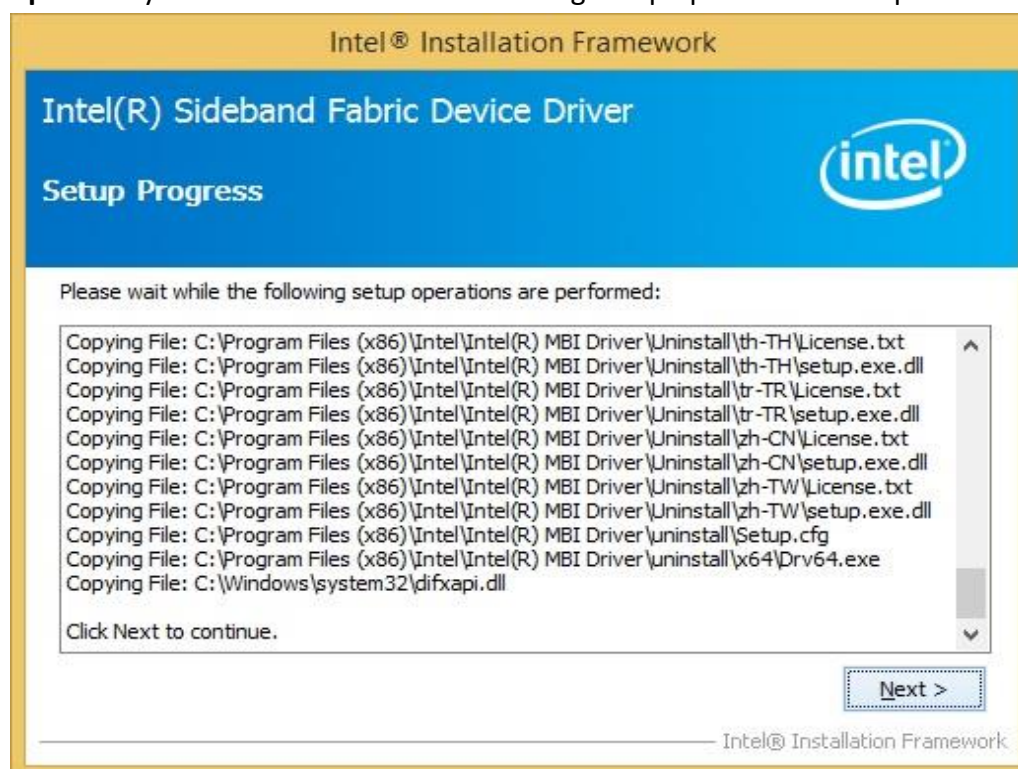 Intel® Installation Framework
Intel(R) Sideband Fabric Device Driver
intel
Setup Progress
Please wait while the following setup operations are performed:
Copying File: C:\Program Files (x86)\Intel\Intel(R) MBI Driver\Uninstall\th-TH\License.txt
Copying File: C:\Program Files (x86)\Intel\Intel(R) MBI Driver\Uninstall\th-TH\setup.exe.dll
Copying File: C:\Program Files (x86)\Intel\Intel(R) MBI Driver\Uninstall\tr-TR\License.txt
Copying File: C:\Program Files (x86)\Intel\Intel(R) MBI Driver\Uninstall\tr-TR\setup.exe.dll
Copying File: C:\Program Files (x86)\Intel\Intel(R) MBI Driver\Uninstall\zh-CN\License.txt
Copying File: C:\Program Files (x86)\Intel\Intel(R) MBI Driver\Uninstall\zh-CN\setup.exe.dll
Copying File: C:\Program Files (x86)\Intel\Intel(R) MBI Driver\Uninstall\zh-TW\License.txt
Copying File: C:\Program Files (x86)\Intel\Intel(R) MBI Driver\Uninstall\zh-TW\setup.exe.dll
Copying File: C:\Program Files (x86)\Intel\Intel(R) MBI Driver\uninstall\Setup.cfg
Copying File: C:\Program Files (x86)\Intel\Intel(R) MBI Driver\uninstall\x64\Drv64.exe
Copying File: C:\Windows\system32\difxapi.dll
Click Next to continue.
Next >
Intel® Installation Framework